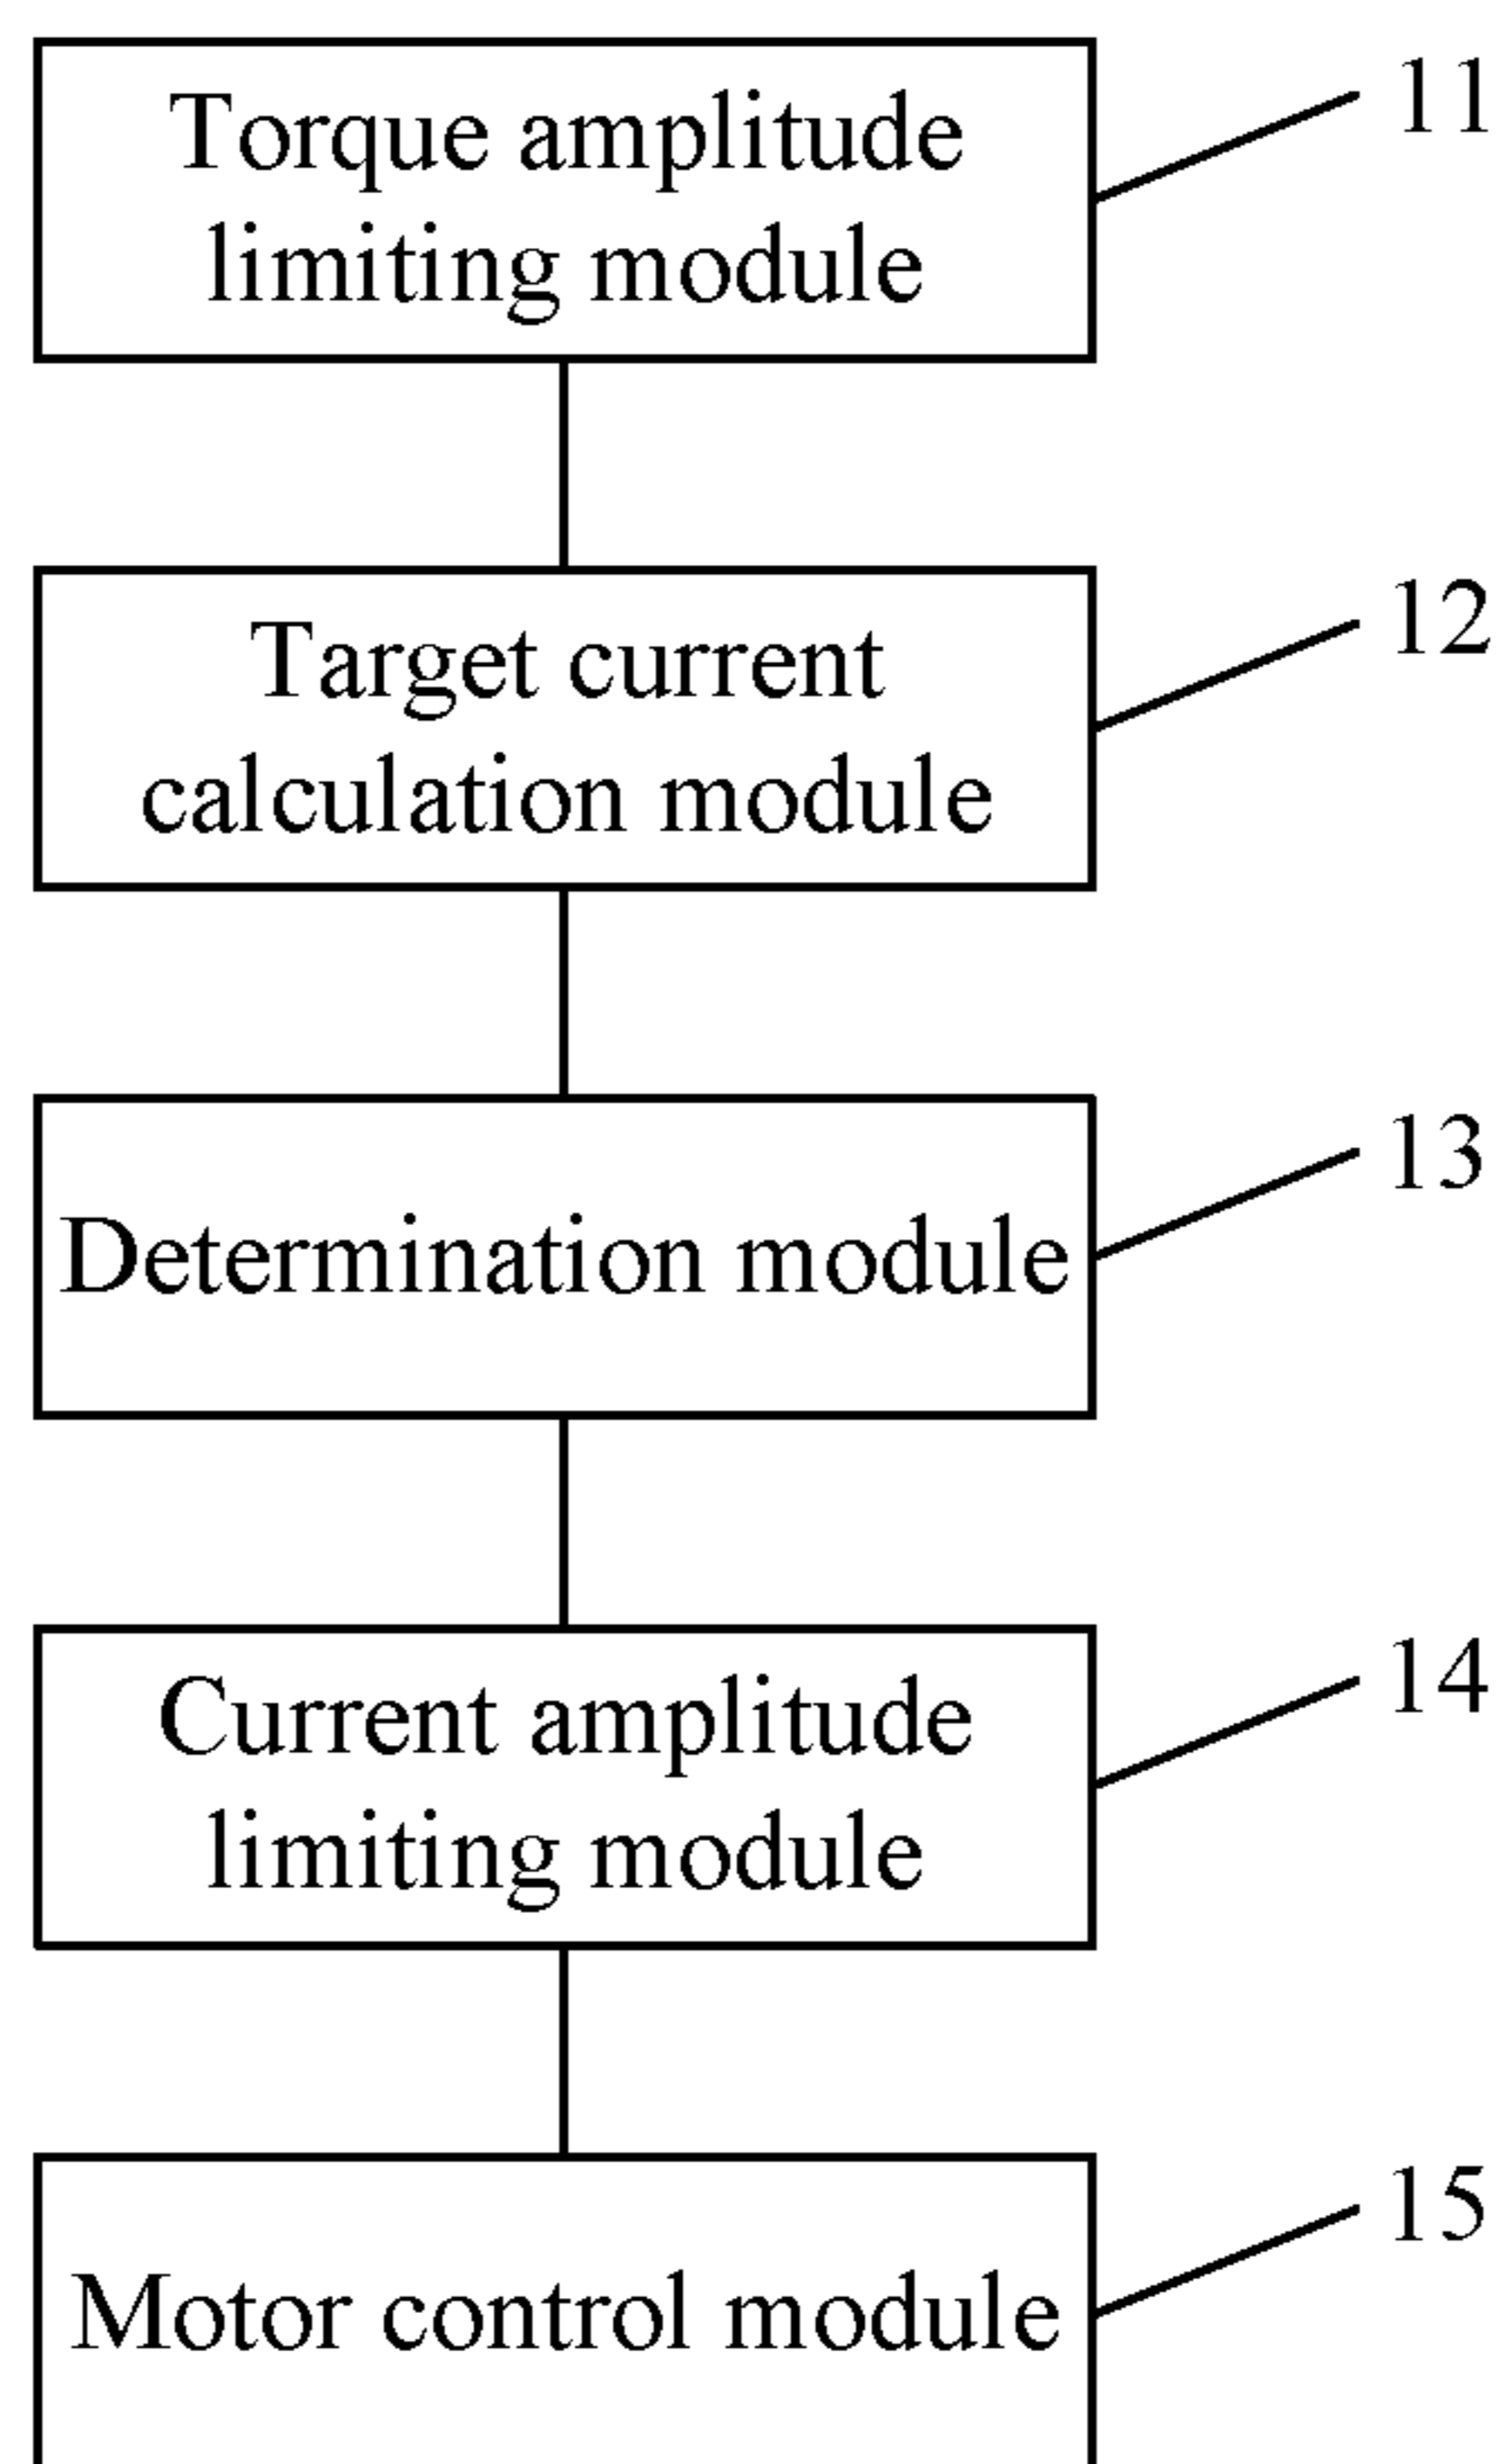 Torque amplitude
limiting module
11
Target current
calculation module
12
Determination module
13
Current amplitude
limiting module
14
Motor control module
15